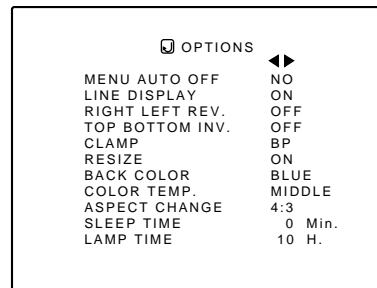 OPTIONS
MENU AUTO OFF NO
LINE DISPLAY ON
RIGHT LEFT REV. OFF
TOP BOTTOM INV. OFF
CLAMP BP
RESIZE ON
BACK COLOR BLUE
COLOR TEMP. MIDDLE
ASPECT CHANGE 4:3
SLEEP TIME 0 Min.
LAMP TIME 10 H.